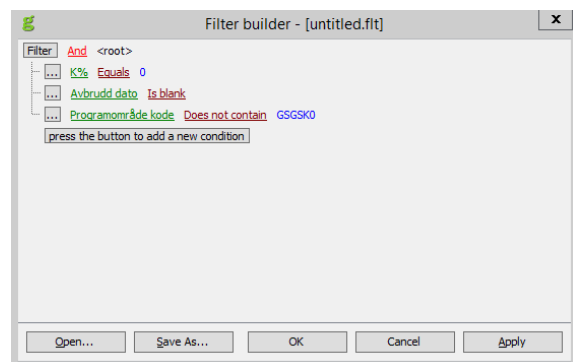 Filter builder - [untitled.flt] x
Filter And <root>
... K% Equals 0
... Avbrudd dato Is blank
... Programområde kode Does not contain GSGSK0
press the button to add a new condition
Open... Save As... OK Cancel Apply